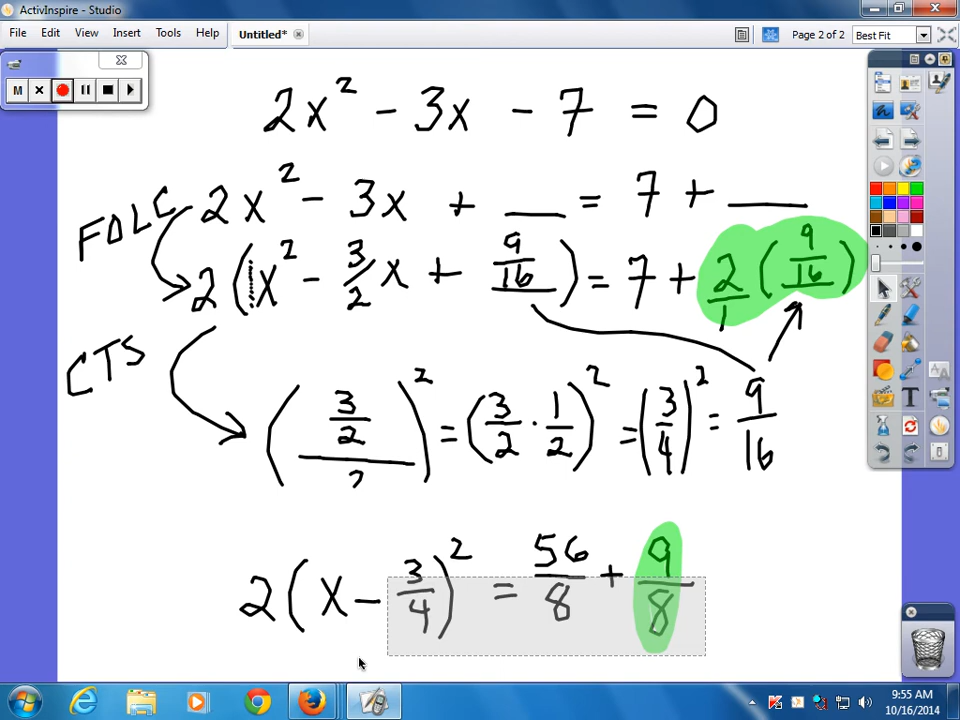 ActivInspire - Studio
File Edit View Insert Tools Help Untitled* Page 2 of 2 Best Fit
M
2x² - 3x - 7 = 0
FOLC 2x² - 3x + __ = 7 + __
2(1x² - 3/2 x + 9/16) = 7 + 2/1 (9/16)
CTS
((3/2)/2)² = (3/2 · 1/2)² = (3/4)² = 9/16
2(x - 3/4)² = 56/8 + 9/8
9:55 AM
10/16/2014